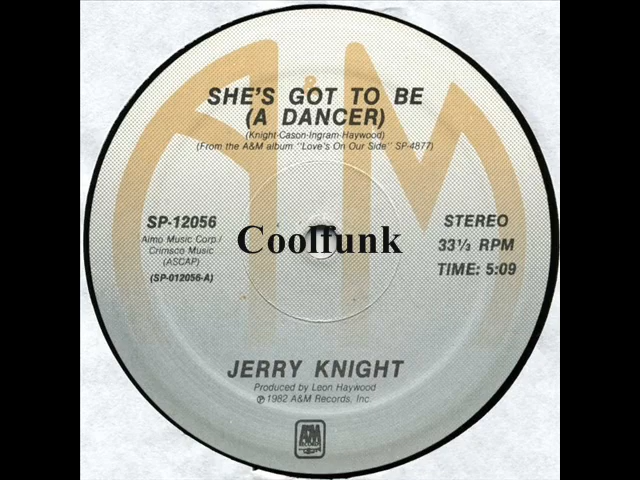 A&M
SHE'S GOT TO BE
(A DANCER)
(Knight-Cason-Ingram-Haywood)
(From the A&M album "Love's On Our Side" SP-4877)
SP-12056
Almo Music Corp./
Crimsco Music
(ASCAP)
(SP-012056-A)
Coolfunk
STEREO
33⅓ RPM
TIME: 5:09
JERRY KNIGHT
Produced by Leon Haywood
℗1982 A&M Records, Inc.
A&M
RECORDS